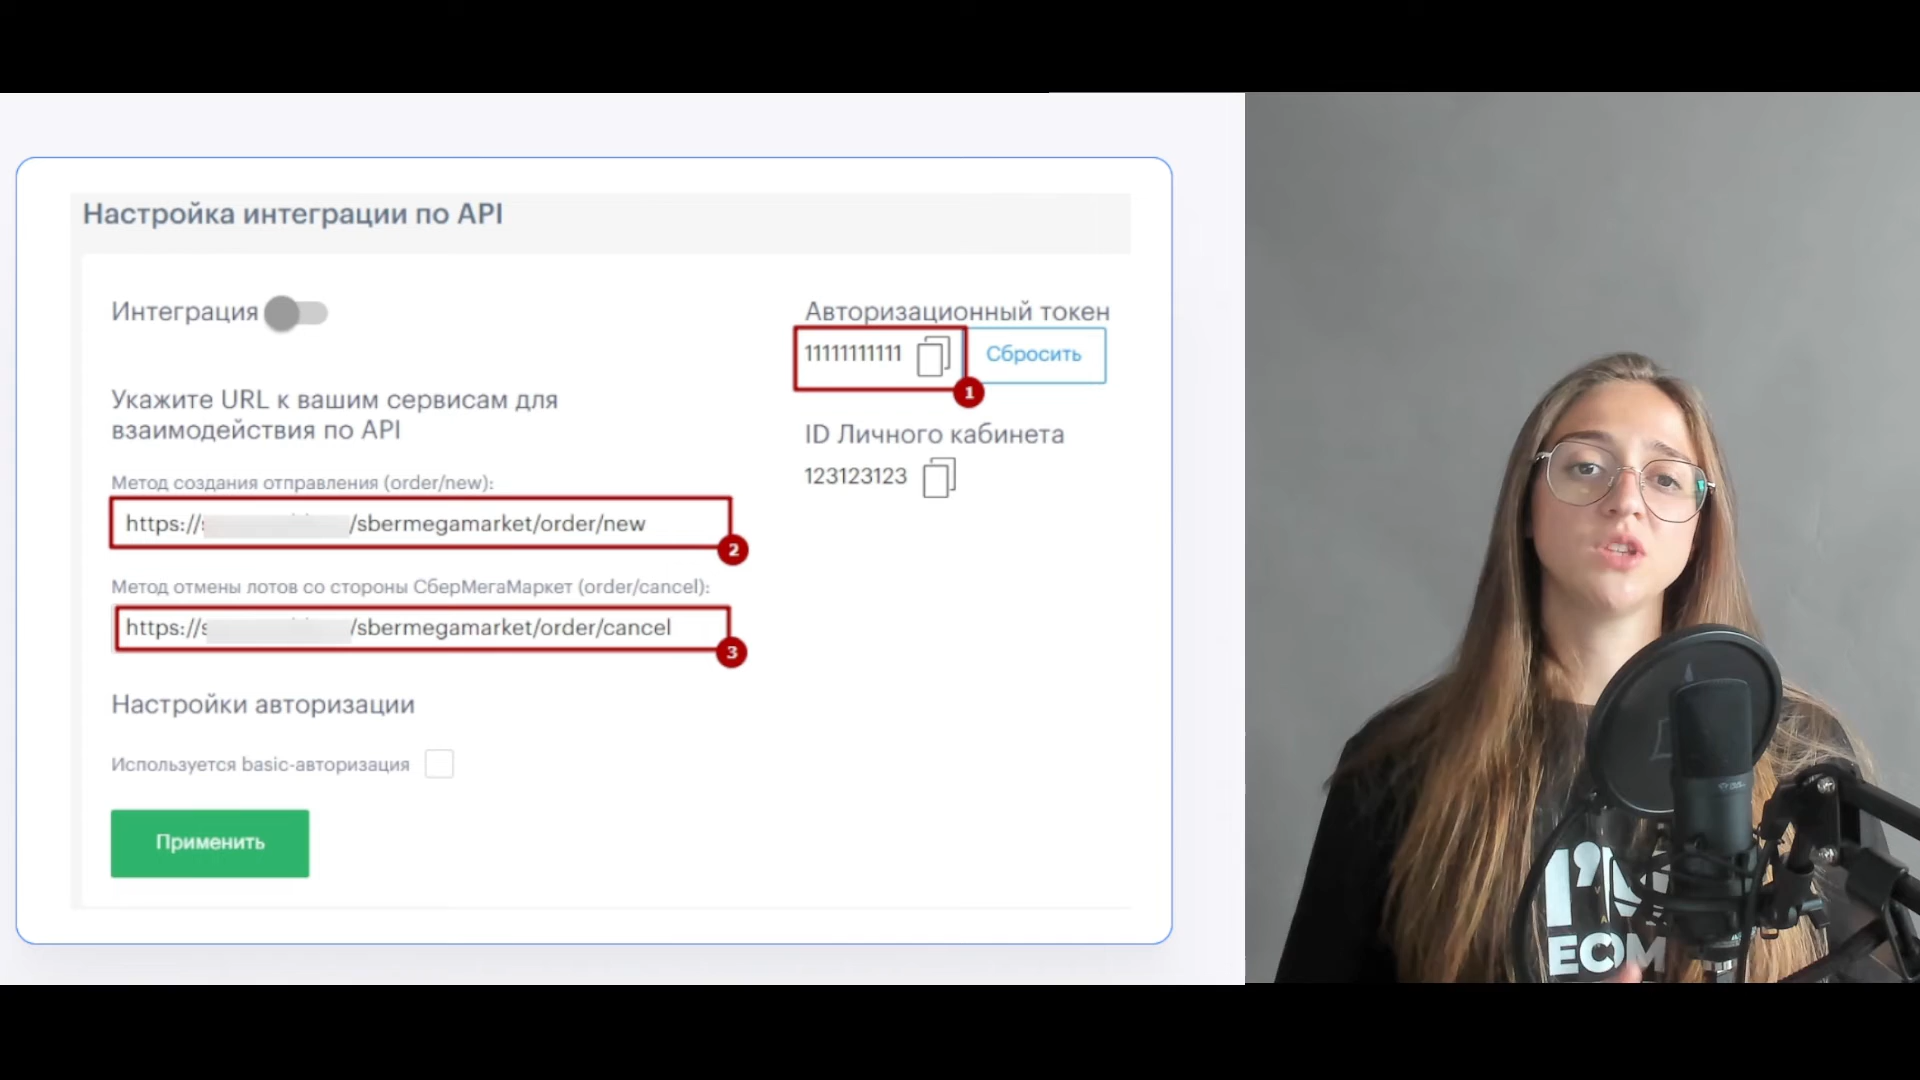 Настройка интеграции по API
Интеграция
Авторизационный токен
11111111111
Сбросить
1
Укажите URL к вашим сервисам для
взаимодействия по API
ID Личного кабинета
123123123
Метод создания отправления (order/new):
https:// /sbermegamarket/order/new
2
Метод отмены лотов со стороны СберМегаМаркет (order/cancel):
https:// /sbermegamarket/order/cancel
3
Настройки авторизации
Используется basic-авторизация
Применить
ECOM